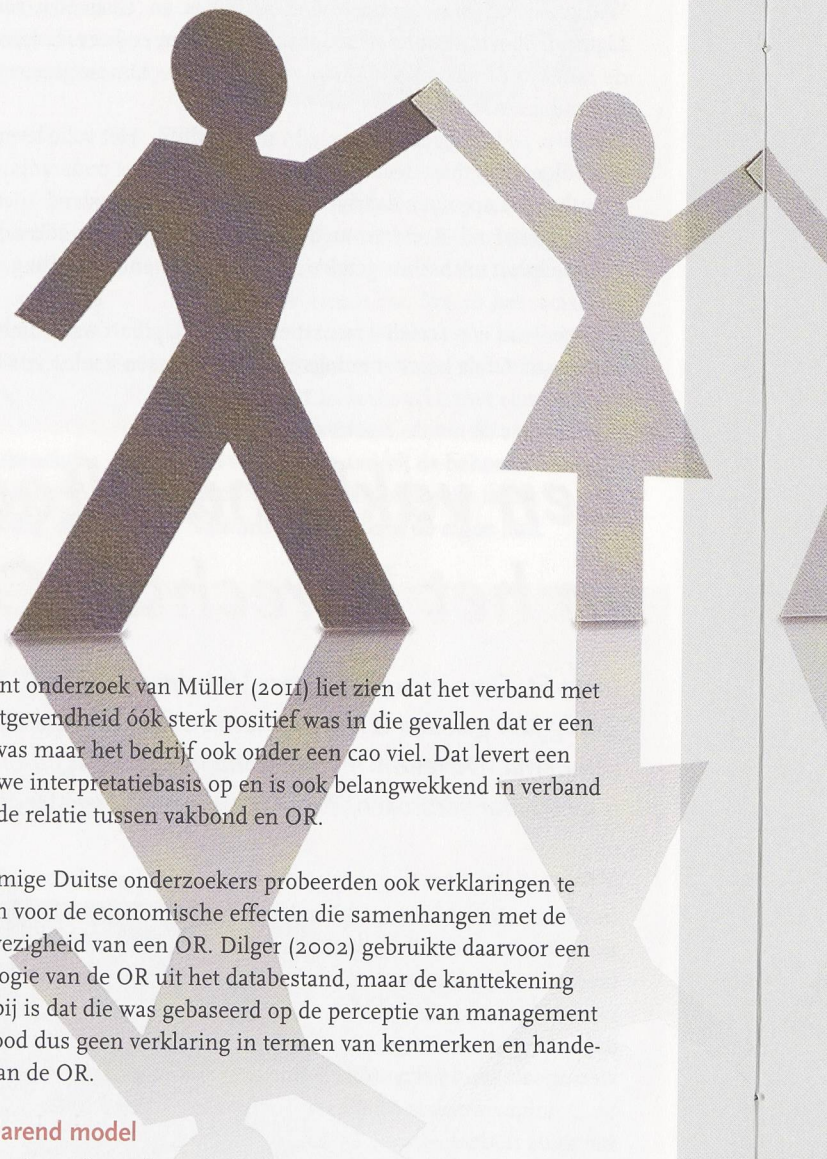 nt onderzoek van Müller (2011) liet zien dat het verband met
tgevendheid óók sterk positief was in die gevallen dat er een
was maar het bedrijf ook onder een cao viel. Dat levert een
we interpretatiebasis op en is ook belangwekkend in verband
de relatie tussen vakbond en OR.
mige Duitse onderzoekers probeerden ook verklaringen te
n voor de economische effecten die samenhangen met de
ezigheid van een OR. Dilger (2002) gebruikte daarvoor een
ogie van de OR uit het databestand, maar de kanttekening
bij is dat die was gebaseerd op de perceptie van management
ood dus geen verklaring in termen van kenmerken en hande-
an de OR.
arend model